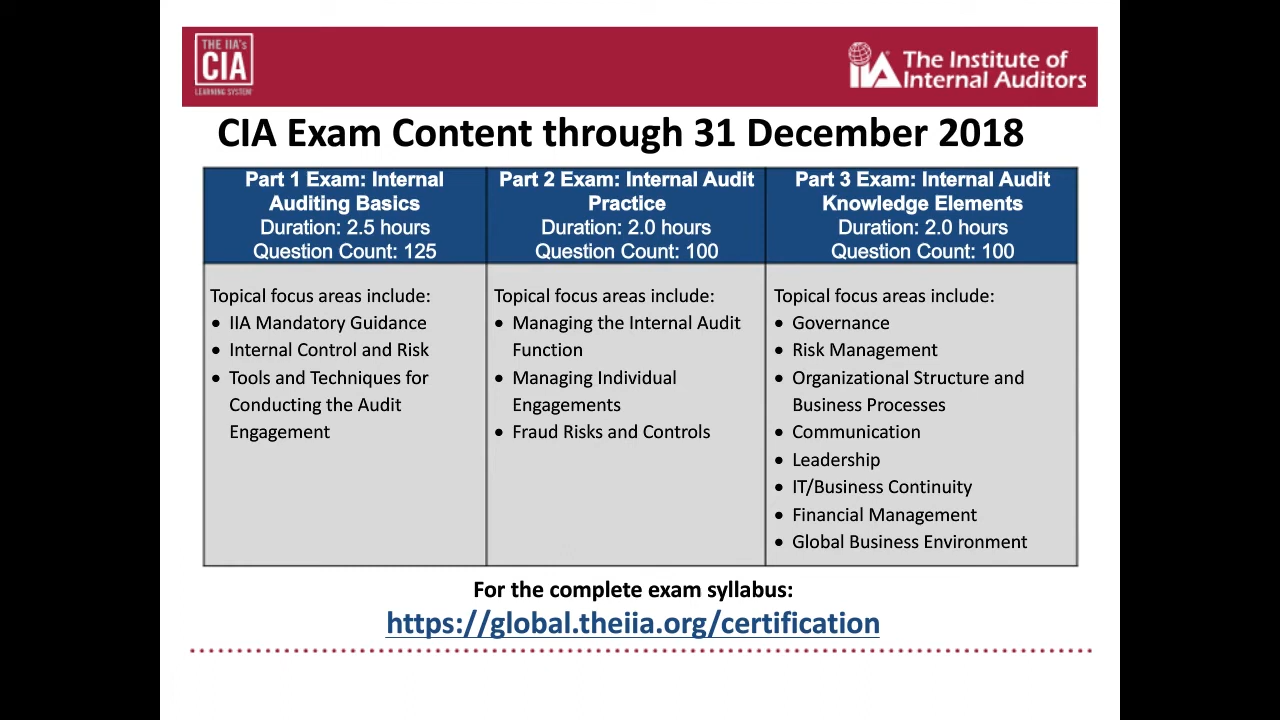 THE IIA's
CIA
LEARNING SYSTEM
IIA
The Institute of
Internal Auditors
CIA Exam Content through 31 December 2018
Part 1 Exam: Internal
Auditing Basics
Duration: 2.5 hours
Question Count: 125
Part 2 Exam: Internal Audit
Practice
Duration: 2.0 hours
Question Count: 100
Part 3 Exam: Internal Audit
Knowledge Elements
Duration: 2.0 hours
Question Count: 100
Topical focus areas include:
• IIA Mandatory Guidance
• Internal Control and Risk
• Tools and Techniques for
Conducting the Audit
Engagement
Topical focus areas include:
• Managing the Internal Audit
Function
• Managing Individual
Engagements
• Fraud Risks and Controls
Topical focus areas include:
• Governance
• Risk Management
• Organizational Structure and
Business Processes
• Communication
• Leadership
• IT/Business Continuity
• Financial Management
• Global Business Environment
For the complete exam syllabus:
https://global.theiia.org/certification